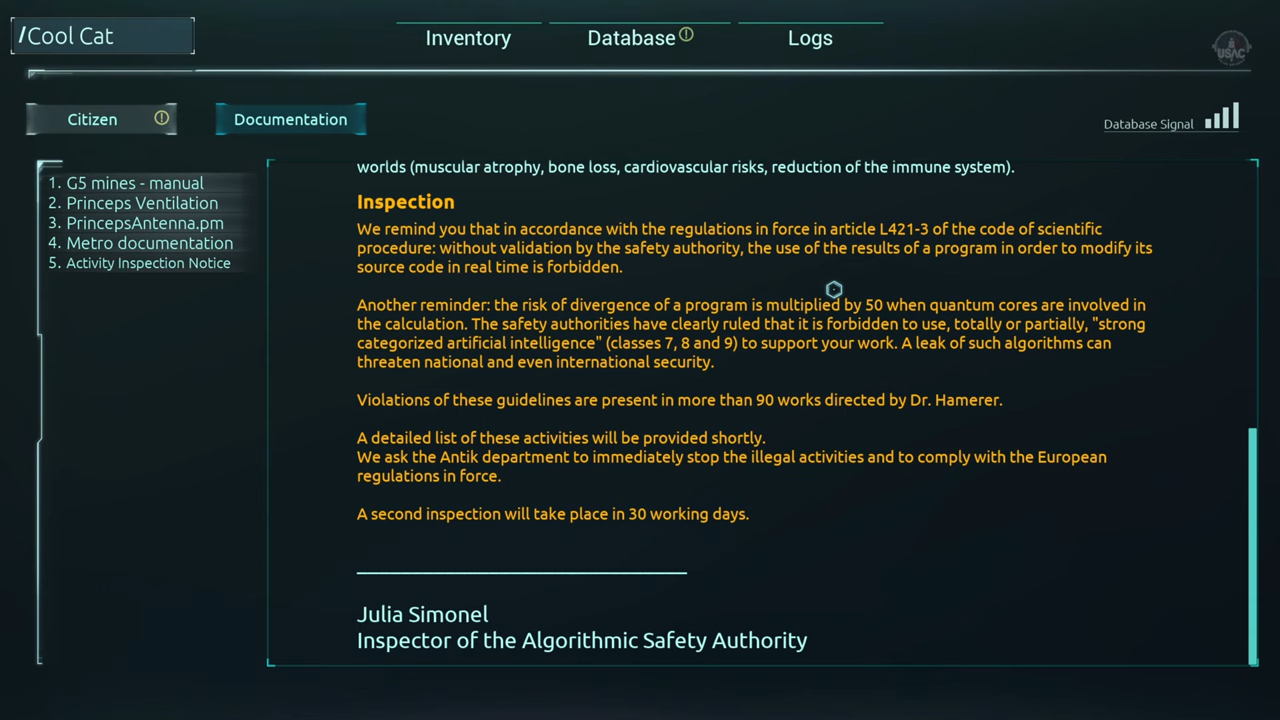 /Cool Cat
Inventory
Database
Logs
USAC
Citizen
Documentation
Database Signal
1. G5 mines - manual
2. Princeps Ventilation
3. PrincepsAntenna.pm
4. Metro documentation
5. Activity Inspection Notice
worlds (muscular atrophy, bone loss, cardiovascular risks, reduction of the immune system).
Inspection
We remind you that in accordance with the regulations in force in article L421-3 of the code of scientific
procedure: without validation by the safety authority, the use of the results of a program in order to modify its
source code in real time is forbidden.
Another reminder: the risk of divergence of a program is multiplied by 50 when quantum cores are involved in
the calculation. The safety authorities have clearly ruled that it is forbidden to use, totally or partially, "strong
categorized artificial intelligence" (classes 7, 8 and 9) to support your work. A leak of such algorithms can
threaten national and even international security.
Violations of these guidelines are present in more than 90 works directed by Dr. Hamerer.
A detailed list of these activities will be provided shortly.
We ask the Antik department to immediately stop the illegal activities and to comply with the European
regulations in force.
A second inspection will take place in 30 working days.
Julia Simonel
Inspector of the Algorithmic Safety Authority